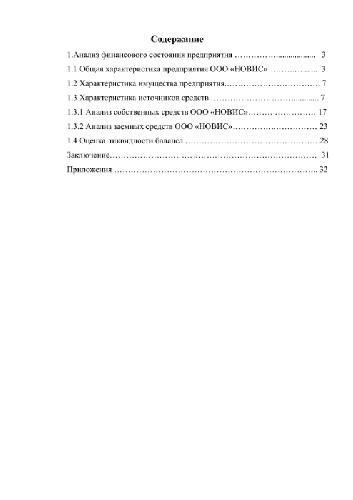 Содержание
1.Анализ финансового состояния предприятия ……………................... 3
1.1 Общая характеристика предприятия ООО «НОВИС» …………........ 3
1.2 Характеристика имущества предприятия……………………………. 7
1.3 Характеристика источников средств ………………………............ 7
1.3.1 Анализ собственных средств ООО «НОВИС»…………………… 17
1.3.2 Анализ заемных средств ООО «НОВИС»………………………… 23
1.4 Оценка ликвидности баланса ………………………………………… 28
Заключение………………………………………………………………… 31
Приложения ……………………………………………………………….. 32